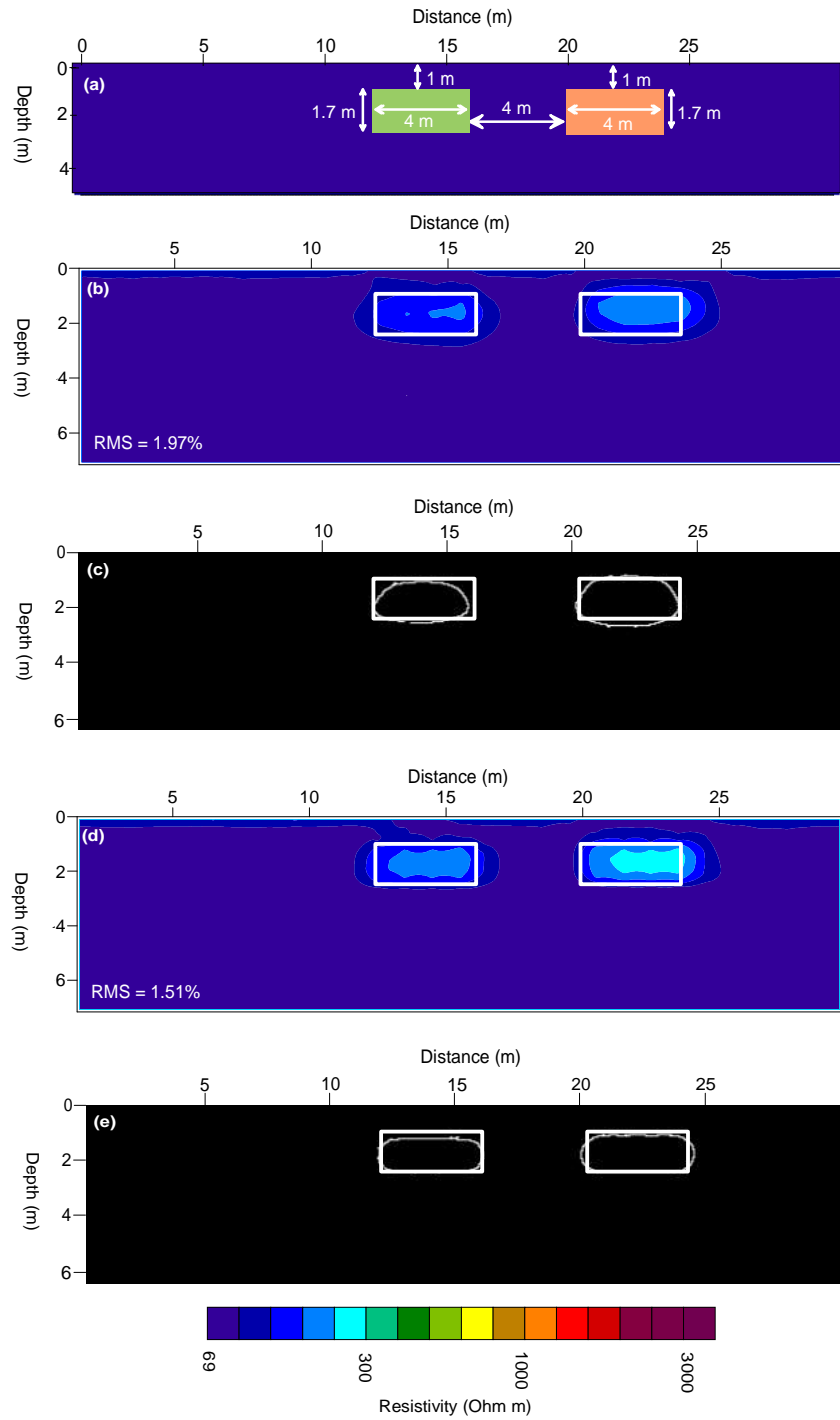 Distance (m)
0 5 10 15 20 25
Depth (m)
0
2
4
(a)
1 m
1 m
1.7 m
4 m
4 m
4 m
1.7 m
Distance (m)
5 10 15 20 25
Depth (m)
0
2
4
6
(b)
RMS = 1.97%
Distance (m)
5 10 15 20 25
Depth (m)
0
2
4
6
(c)
Distance (m)
5 10 15 20 25
Depth (m)
0
2
-4
6
(d)
RMS = 1.51%
Distance (m)
5 10 15 20 25
Depth (m)
0
2
4
6
(e)
69 300 1000 3000
Resistivity (Ohm m)